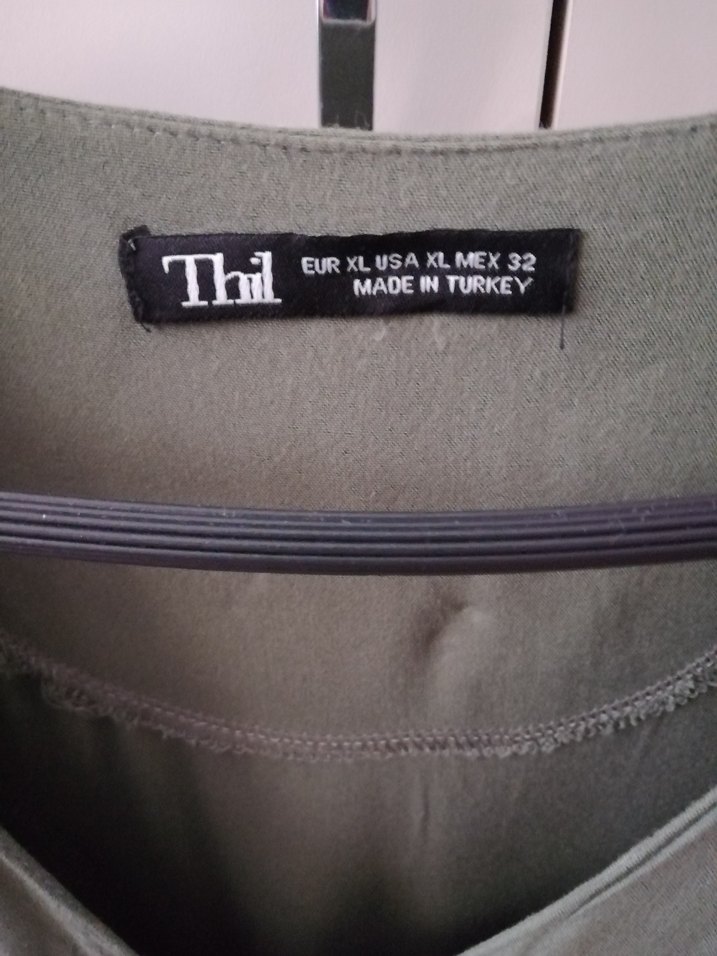 Thil
EUR XL USA XL MEX 32
MADE IN TURKEY